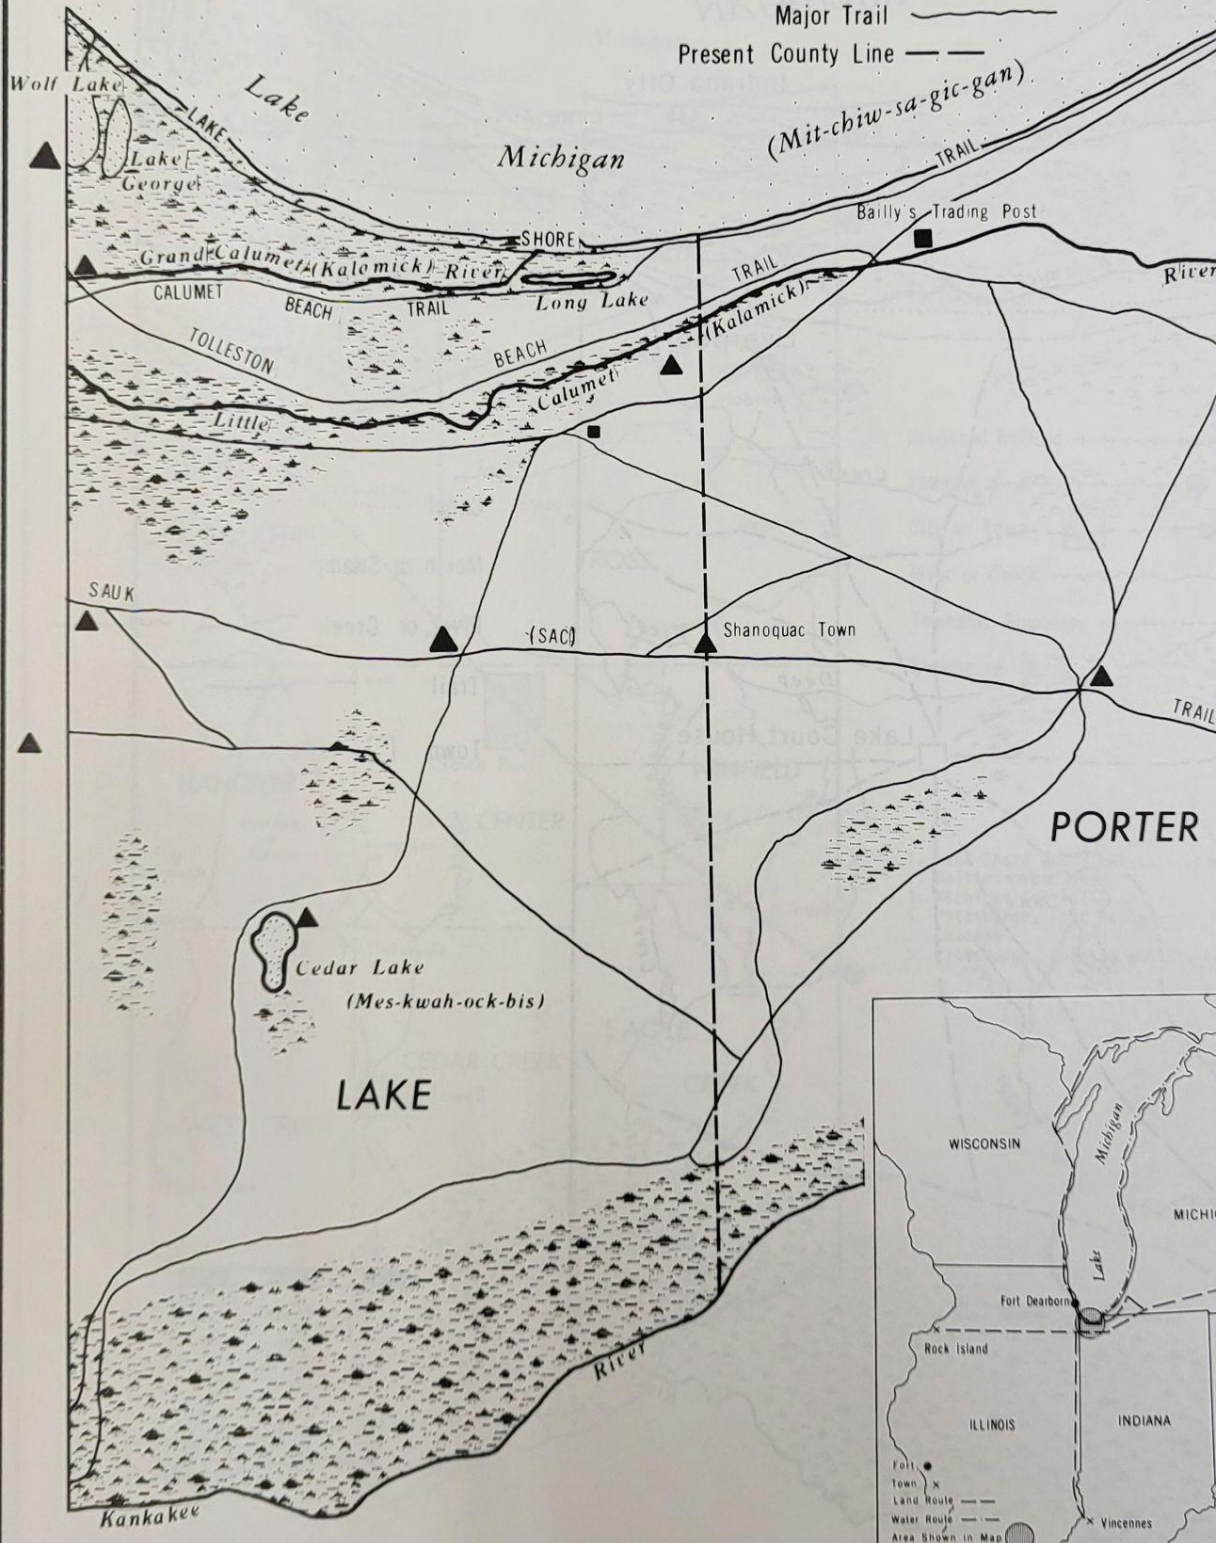 Major Trail
Present County Line
Wolf Lake
Lake
Michigan
(Mit-chiw-sa-gic-gan)
LAKE
Lake
George
SHORE
TRAIL
Bailly's Trading Post
Grand Calumet (Kalomick) River
River
CALUMET BEACH TRAIL
Long Lake
TOLLESTON BEACH TRAIL
Little Calumet (Kalamick)
SAUK (SAC) TRAIL
Shanoquac Town
PORTER
Cedar Lake
(Mes-kwah-ock-bis)
LAKE
Kankakee River
WISCONSIN
Lake Michigan
MICHI
Fort Dearborn
Rock Island
ILLINOIS
INDIANA
Fort
Town
Land Route
Water Route
Area Shown in Map
Vincennes